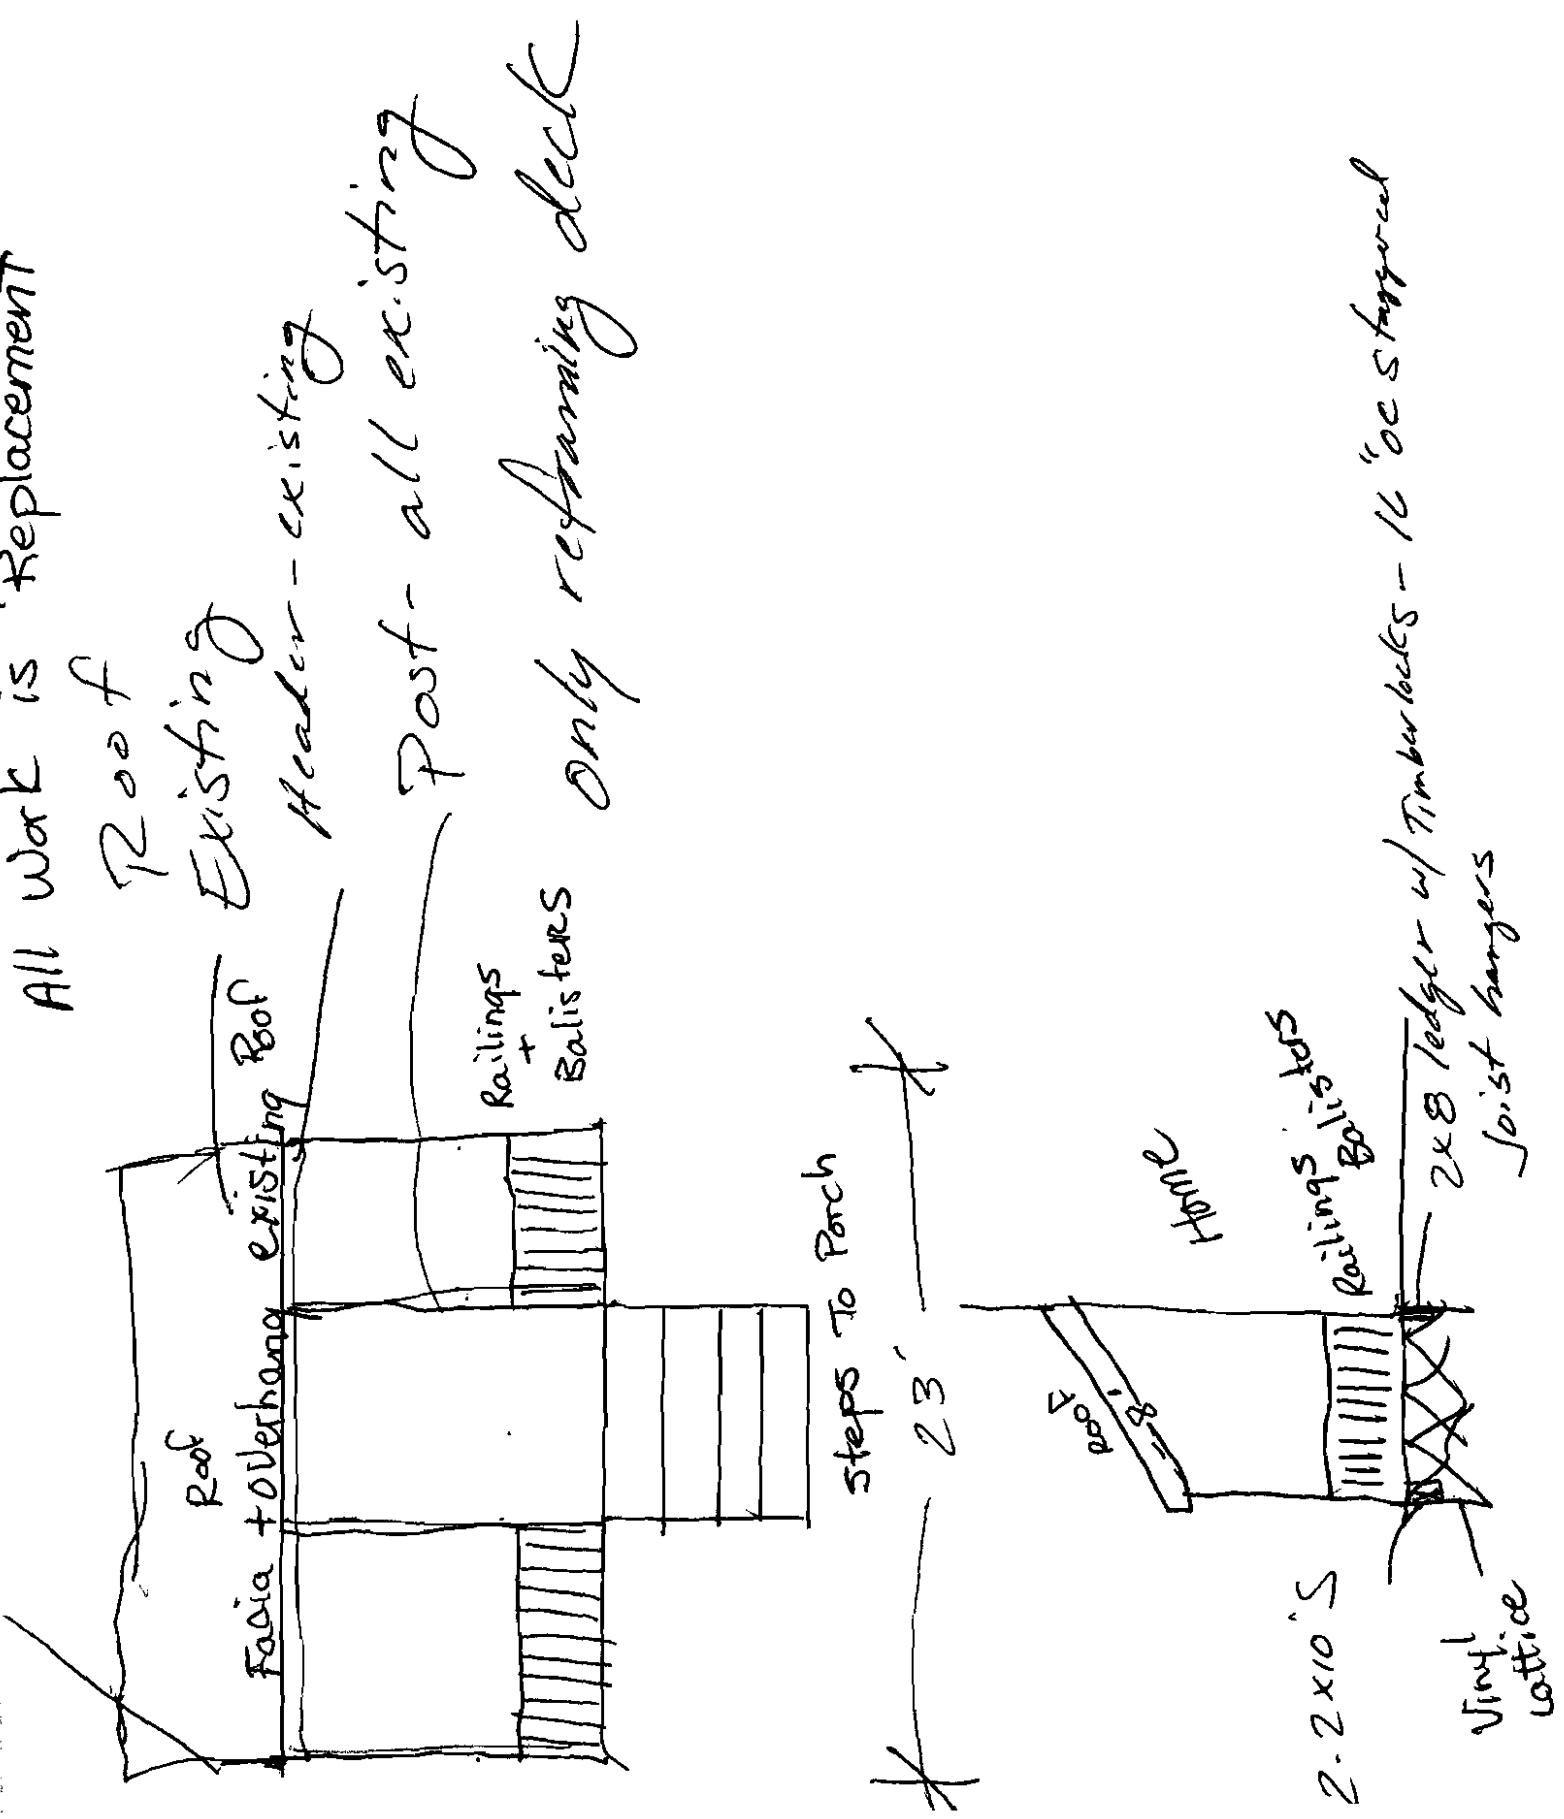 All Work is Replacement
Roof
Existing
Header - existing
Post - all existing
only reframing deck
Roof
Roof
Facia + overhang existing
Railings
+
Balisters
Steps To Porch
23'
Home
Roof
8'
Railings
Balistors
2x8 ledger w/ Timberlocks - 16" oc staggered
Joist hangers
2-2x10's
Vinyl
Lattice